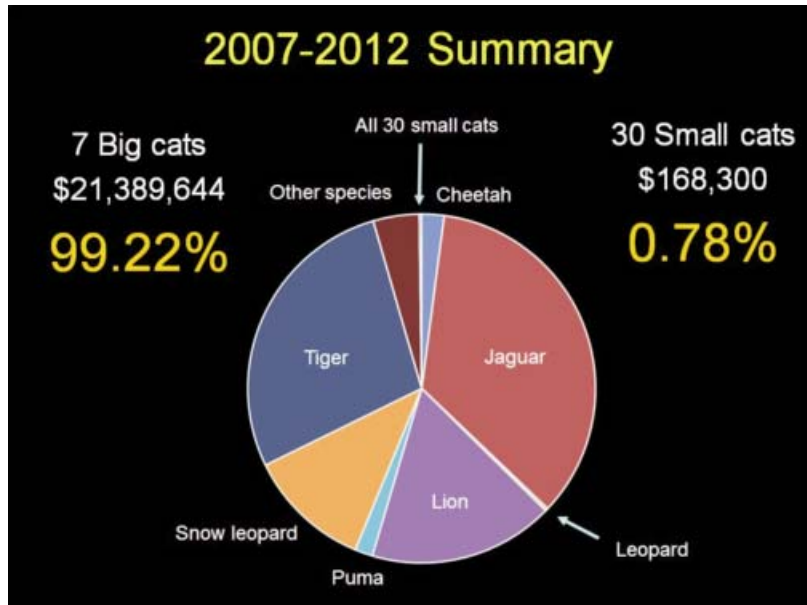 2007-2012 Summary
7 Big cats
$21,389,644
99.22%
30 Small cats
$168,300
0.78%
All 30 small cats
Other species
Cheetah
Tiger
Jaguar
Lion
Snow leopard
Puma
Leopard